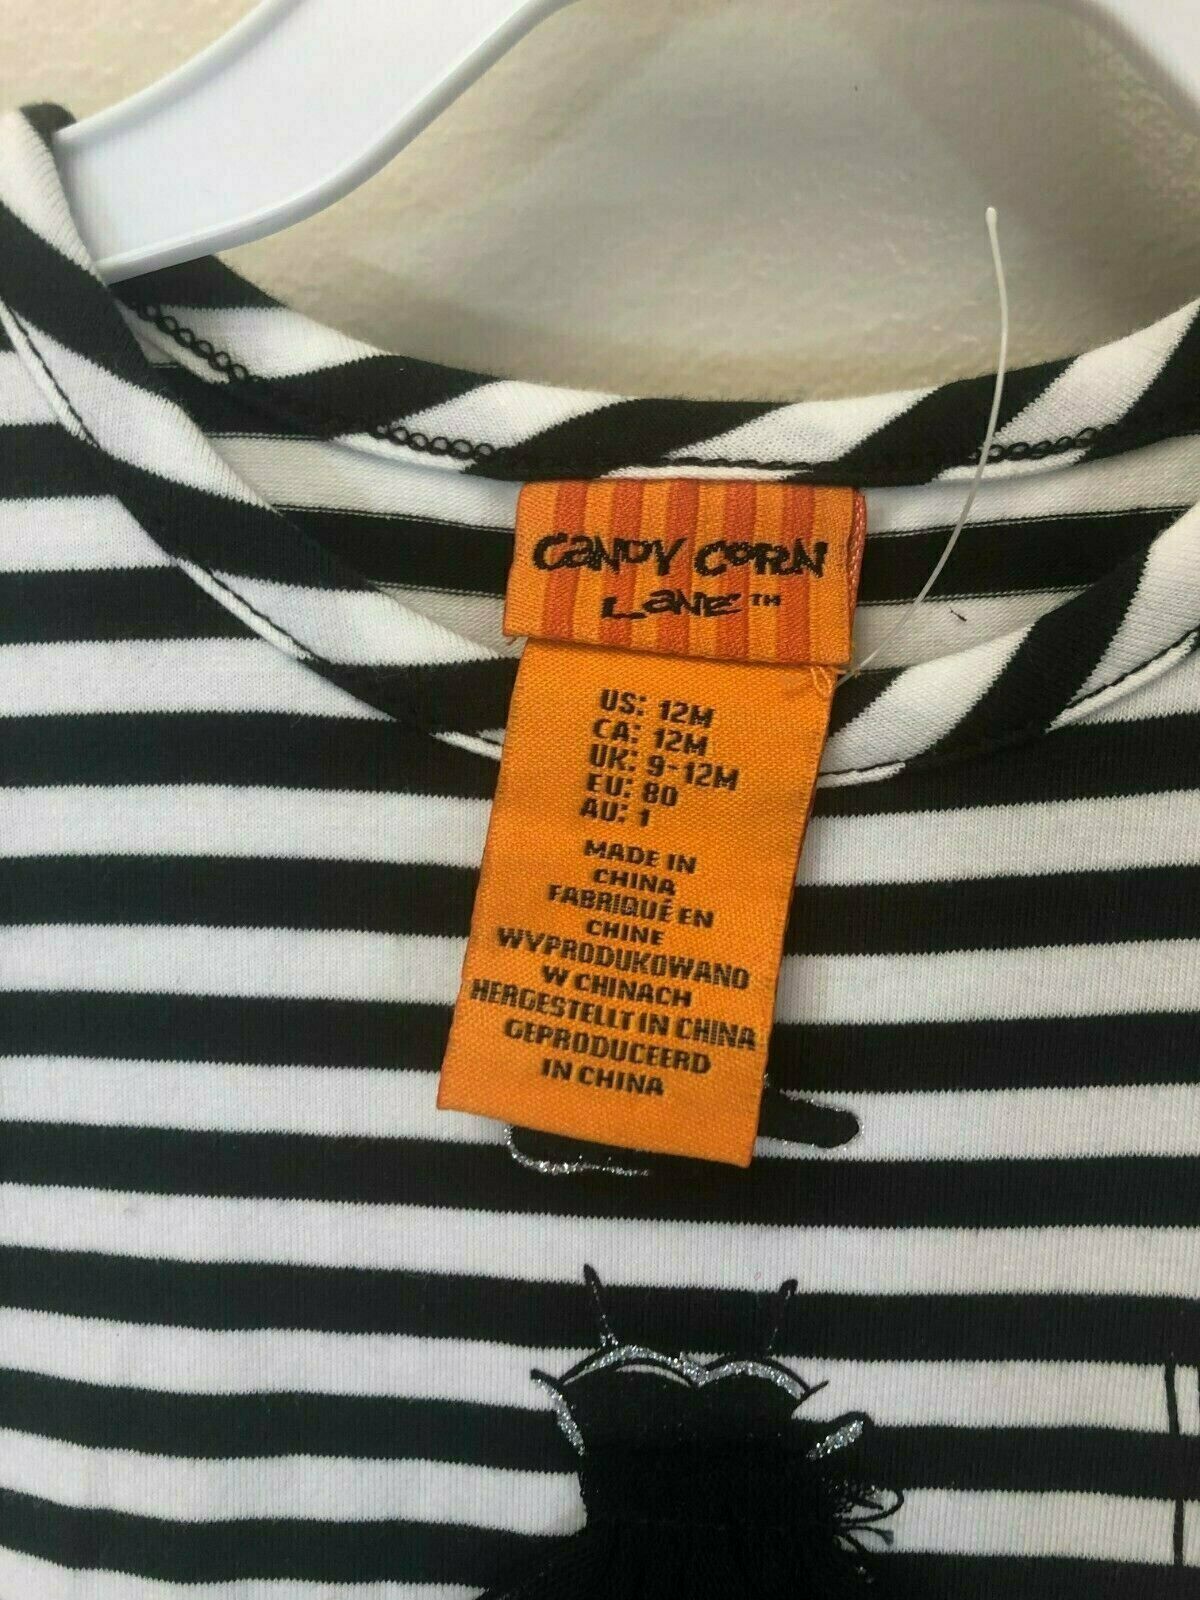 CANDY CORN
LANE™
US: 12M
CA: 12M
UK: 9-12M
EU: 80
AU: 1
MADE IN
CHINA
FABRIQUÉ EN
CHINE
WYPRODUKOWANO
W CHINACH
HERGESTELLT IN CHINA
GEPRODUCEERD
IN CHINA